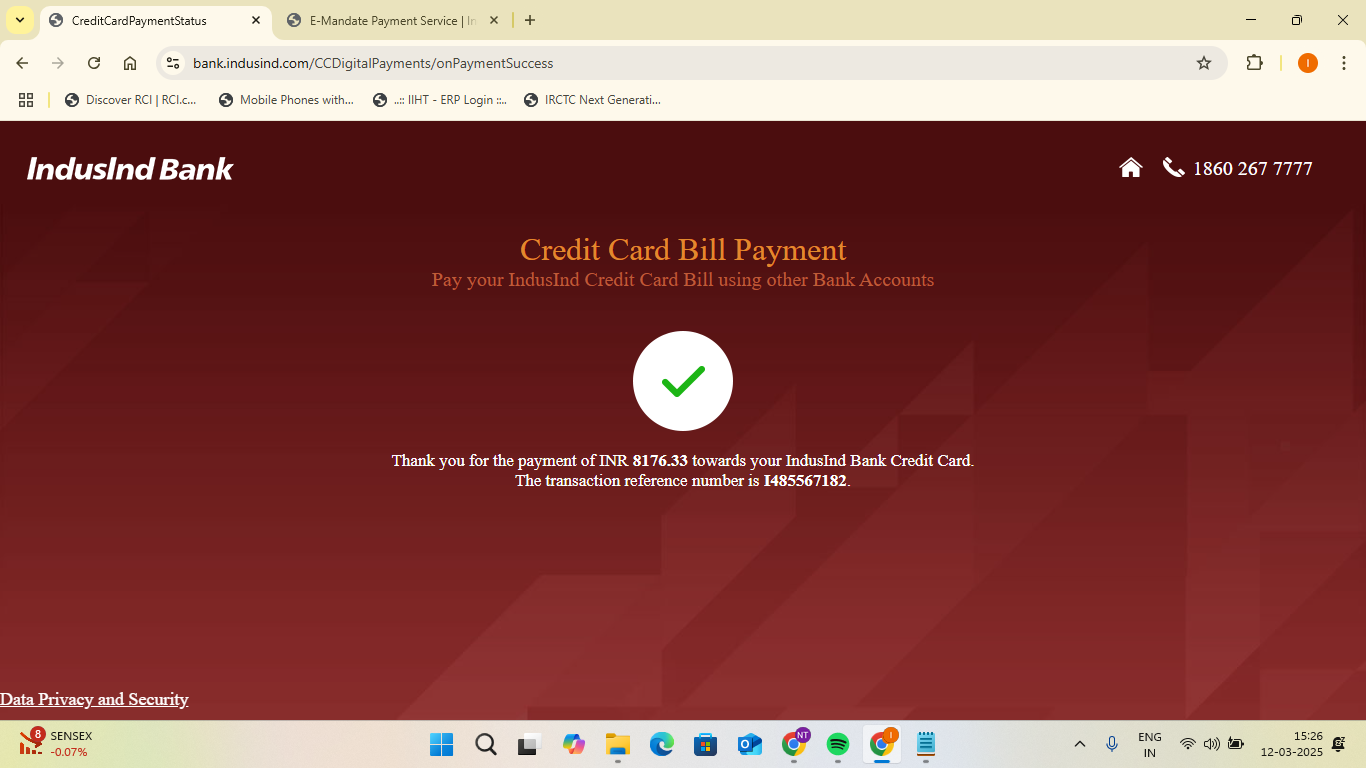 CreditCardPaymentStatus
E-Mandate Payment Service | In
bank.indusind.com/CCDigitalPayments/onPaymentSuccess
I
Discover RCI | RCI.c...
Mobile Phones with...
..:: IIHT - ERP Login ::..
IRCTC Next Generati...
IndusInd Bank
1860 267 7777
Credit Card Bill Payment
Pay your IndusInd Credit Card Bill using other Bank Accounts
Thank you for the payment of INR 8176.33 towards your IndusInd Bank Credit Card.
The transaction reference number is I485567182.
Data Privacy and Security
8
SENSEX
-0.07%
NT
I
ENG
IN
15:26
12-03-2025